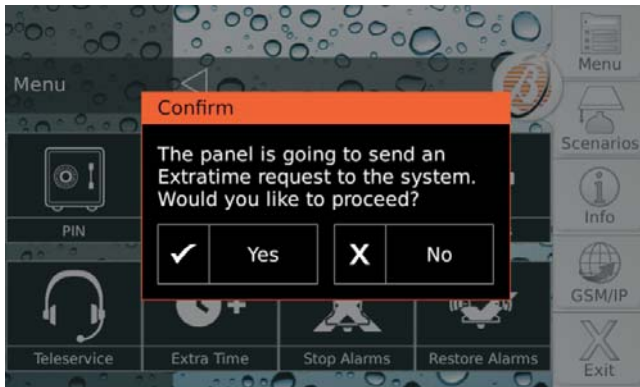 Menu
Menu
Confirm
The panel is going to send an
Extratime request to the system.
Would you like to proceed?
Yes
No
Scenarios
Info
PIN
GSM/IP
Teleservice
Extra Time
Stop Alarms
Restore Alarms
Exit